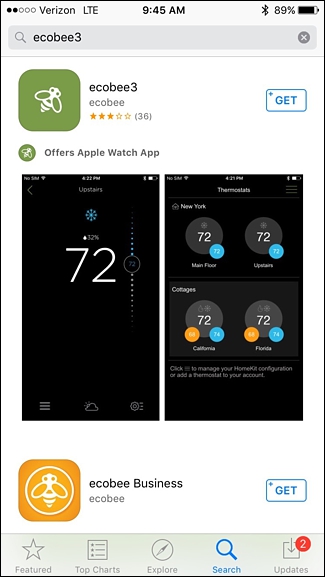 Verizon LTE 9:45 AM 89%
ecobee3
ecobee3
ecobee
(36)
+GET
Offers Apple Watch App
No SIM 4:22 PM
Upstairs
32%
72
72
No SIM 4:21 PM
Thermostats
New York
72 72
72 72
Main Floor Upstairs
Cottages
72 72
68 74 68 74
California Florida
Click to manage your HomeKit configuration
or add a thermostat to your account.
ecobee Business
ecobee
+GET
2
Featured Top Charts Explore Search Updates